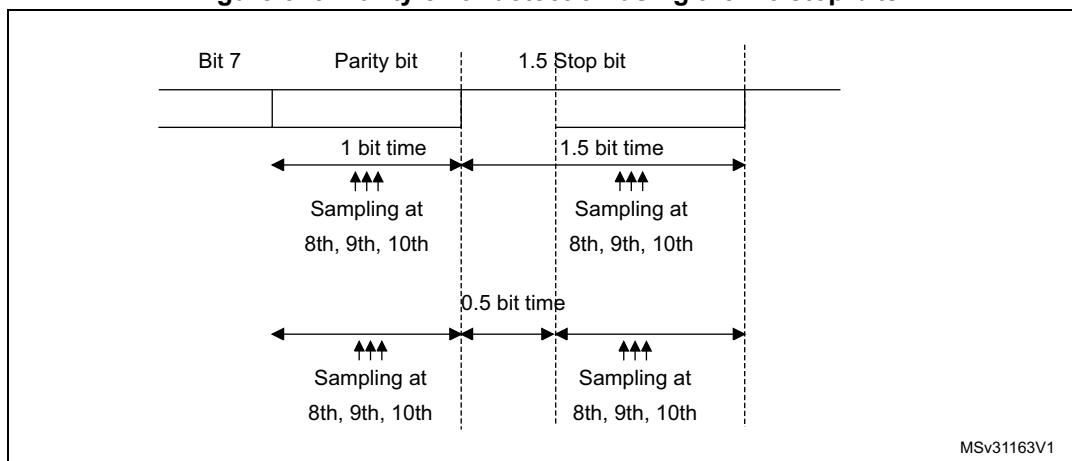 Bit 7 Parity bit 1.5 Stop bit
1 bit time 1.5 bit time
Sampling at Sampling at
8th, 9th, 10th 8th, 9th, 10th
0.5 bit time
Sampling at Sampling at
8th, 9th, 10th 8th, 9th, 10th
MSv31163V1